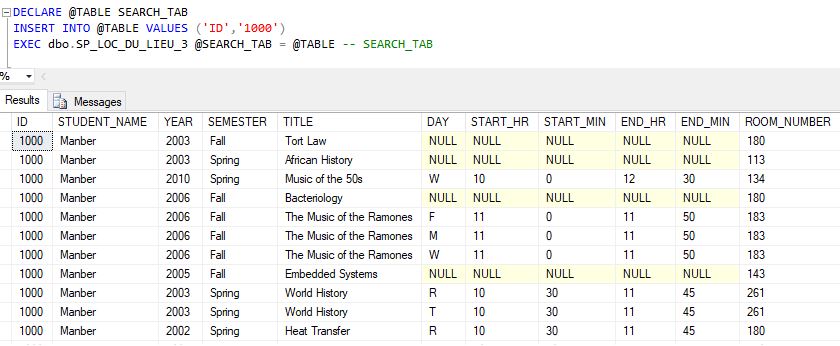 DECLARE @TABLE SEARCH_TAB
INSERT INTO @TABLE VALUES ('ID','1000')
EXEC dbo.SP_LOC_DU_LIEU_3 @SEARCH_TAB = @TABLE -- SEARCH_TAB
%
Results Messages
ID STUDENT_NAME YEAR SEMESTER TITLE DAY START_HR START_MIN END_HR END_MIN ROOM_NUMBER
1000 Manber 2003 Fall Tort Law NULL NULL NULL NULL NULL 180
1000 Manber 2003 Spring African History NULL NULL NULL NULL NULL 113
1000 Manber 2010 Spring Music of the 50s W 10 0 12 30 134
1000 Manber 2006 Fall Bacteriology NULL NULL NULL NULL NULL 180
1000 Manber 2006 Fall The Music of the Ramones F 11 0 11 50 183
1000 Manber 2006 Fall The Music of the Ramones M 11 0 11 50 183
1000 Manber 2006 Fall The Music of the Ramones W 11 0 11 50 183
1000 Manber 2005 Fall Embedded Systems NULL NULL NULL NULL NULL 143
1000 Manber 2003 Spring World History R 10 30 11 45 261
1000 Manber 2003 Spring World History T 10 30 11 45 261
1000 Manber 2002 Spring Heat Transfer R 10 30 11 45 180